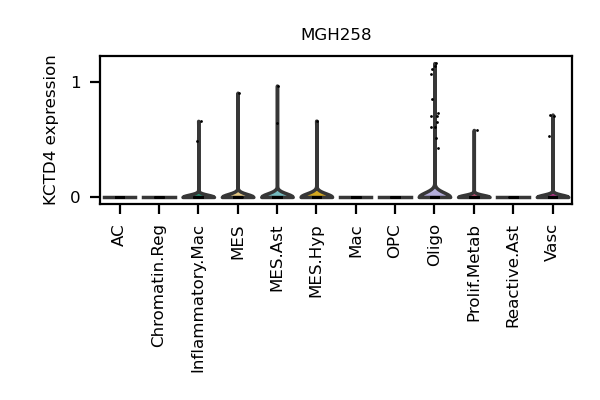 MGH258
KCTD4 expression
1
0
AC
Chromatin.Reg
Inflammatory.Mac
MES
MES.Ast
MES.Hyp
Mac
OPC
Oligo
Prolif.Metab
Reactive.Ast
Vasc